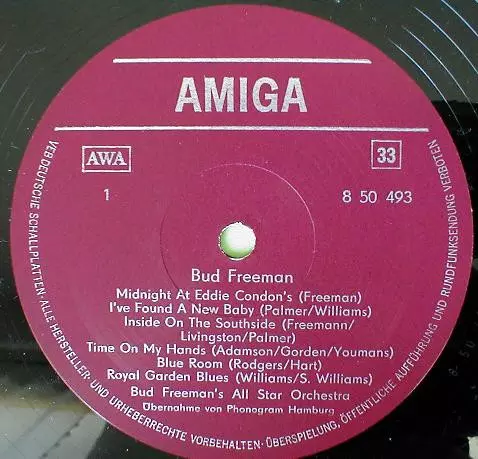 AMIGA
AWA
33
1
8 50 493
Bud Freeman
Midnight At Eddie Condon's (Freeman)
I've Found A New Baby (Palmer/Williams)
Inside On The Southside (Freemann/
Livingston/Palmer)
Time On My Hands (Adamson/Gorden/Youmans)
Blue Room (Rodgers/Hart)
Royal Garden Blues (Williams/S. Williams)
Bud Freeman's All Star Orchestra
Übernahme von Phonogram Hamburg
VEB DEUTSCHE SCHALLPLATTEN · ALLE HERSTELLER- UND URHEBERRECHTE VORBEHALTEN · ÜBERSPIELUNG, ÖFFENTLICHE AUFFÜHRUNG UND RUNDFUNKSENDUNG VERBOTEN